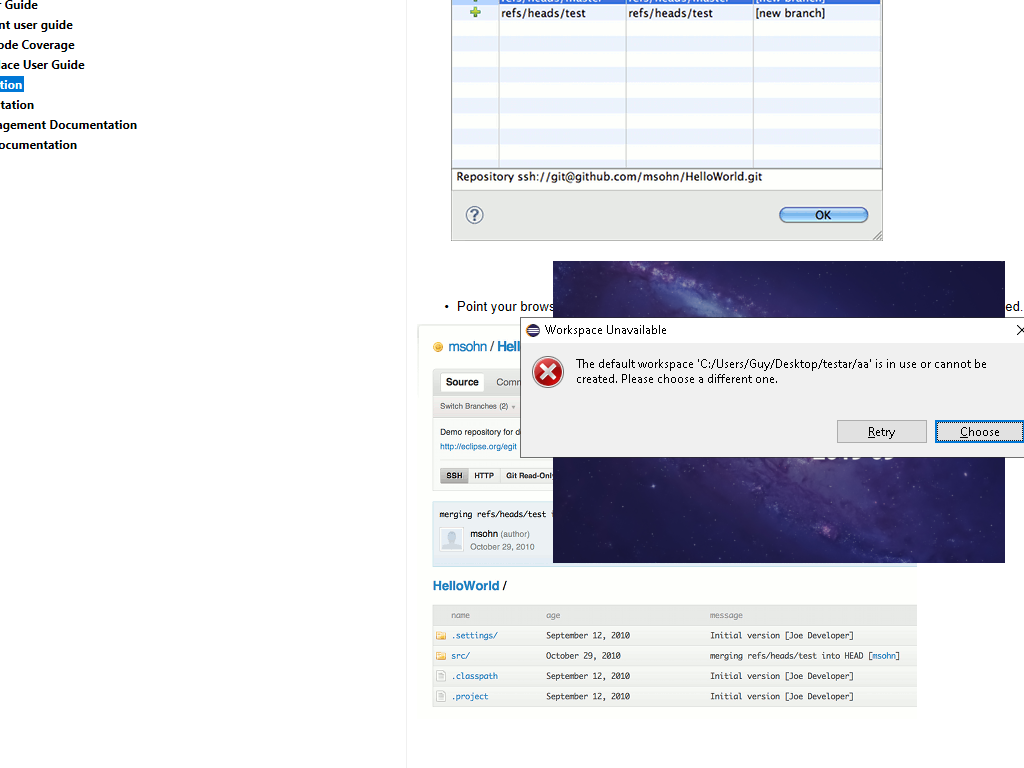 Guide
nt user guide
ode Coverage
ace User Guide
tion
tation
gement Documentation
ocumentation
refs/heads/master refs/heads/master [new branch]
refs/heads/test refs/heads/test [new branch]
Repository ssh://git@github.com/msohn/HelloWorld.git
? OK
• Point your brows
ed.
msohn / Hell
Source Comm
Switch Branches (2)
Demo repository for d
http://eclipse.org/egit
SSH HTTP Git Read-Only
merging refs/heads/test
msohn (author)
October 29, 2010
Workspace Unavailable
The default workspace 'C:/Users/Guy/Desktop/testar/aa' is in use or cannot be
created. Please choose a different one.
Retry Choose
HelloWorld /
name age message
.settings/ September 12, 2010 Initial version [Joe Developer]
src/ October 29, 2010 merging refs/heads/test into HEAD [msohn]
.classpath September 12, 2010 Initial version [Joe Developer]
.project September 12, 2010 Initial version [Joe Developer]